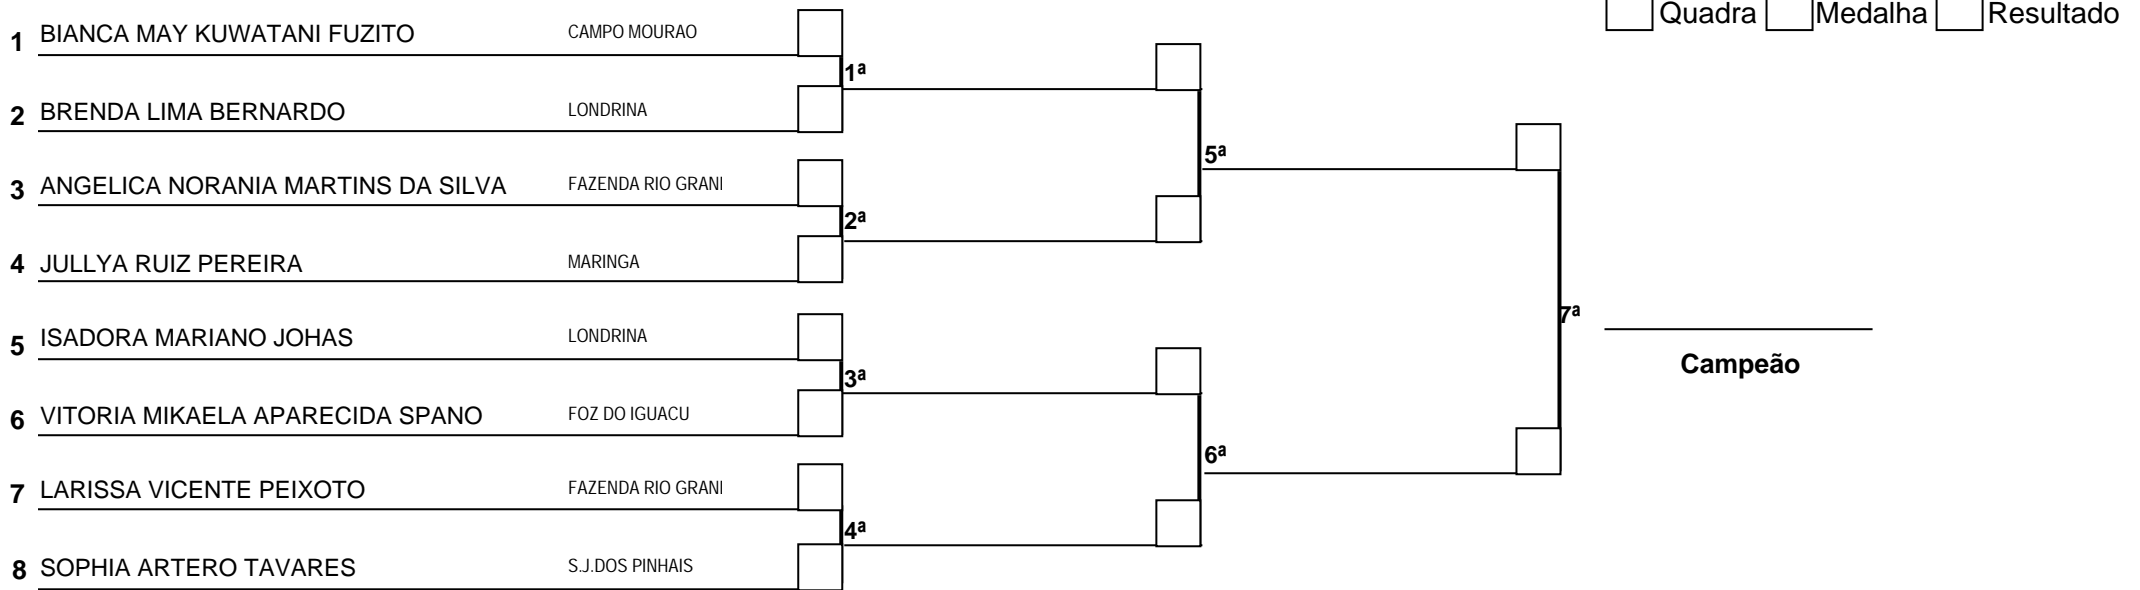 Quadra Medalha Resultado
1 BIANCA MAY KUWATANI FUZITO CAMPO MOURAO
1ª
2 BRENDA LIMA BERNARDO LONDRINA
5ª
3 ANGELICA NORANIA MARTINS DA SILVA FAZENDA RIO GRAN
2ª
4 JULLYA RUIZ PEREIRA MARINGA
7ª
5 ISADORA MARIANO JOHAS LONDRINA
Campeão
3ª
6 VITORIA MIKAELA APARECIDA SPANO FOZ DO IGUACU
6ª
7 LARISSA VICENTE PEIXOTO FAZENDA RIO GRAN
4ª
8 SOPHIA ARTERO TAVARES S.J.DOS PINHAIS